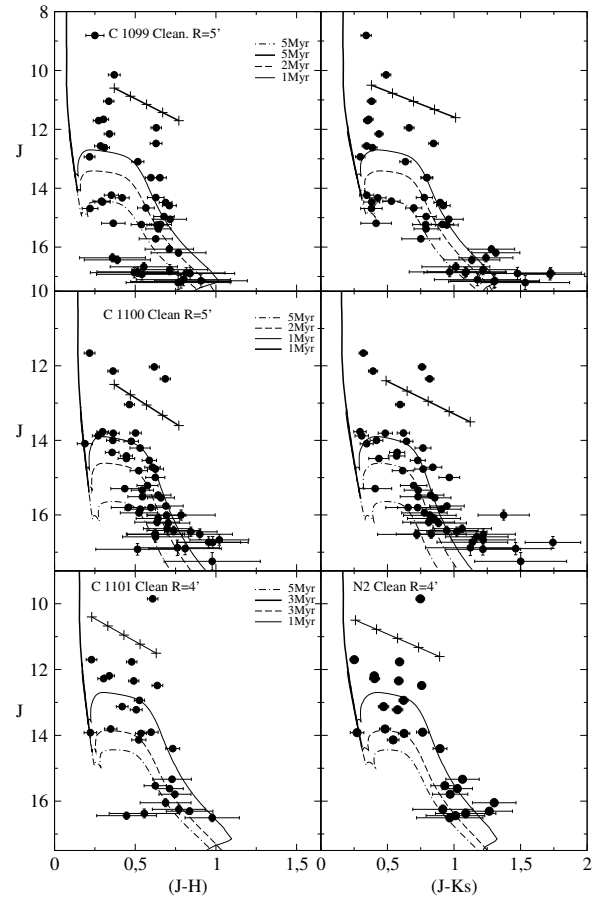 8
C 1099 Clean. R=5'
5Myr
5Myr
2Myr
1Myr
10
12
J
14
16
10
C 1100 Clean R=5'
5Myr
2Myr
1Myr
1Myr
12
J
14
16
C 1101 Clean R=4'
5Myr
3Myr
3Myr
1Myr
N2 Clean R=4'
10
12
J
14
16
0
0,5
1
1,5
0,5
1
1,5
2
(J-H)
(J-Ks)